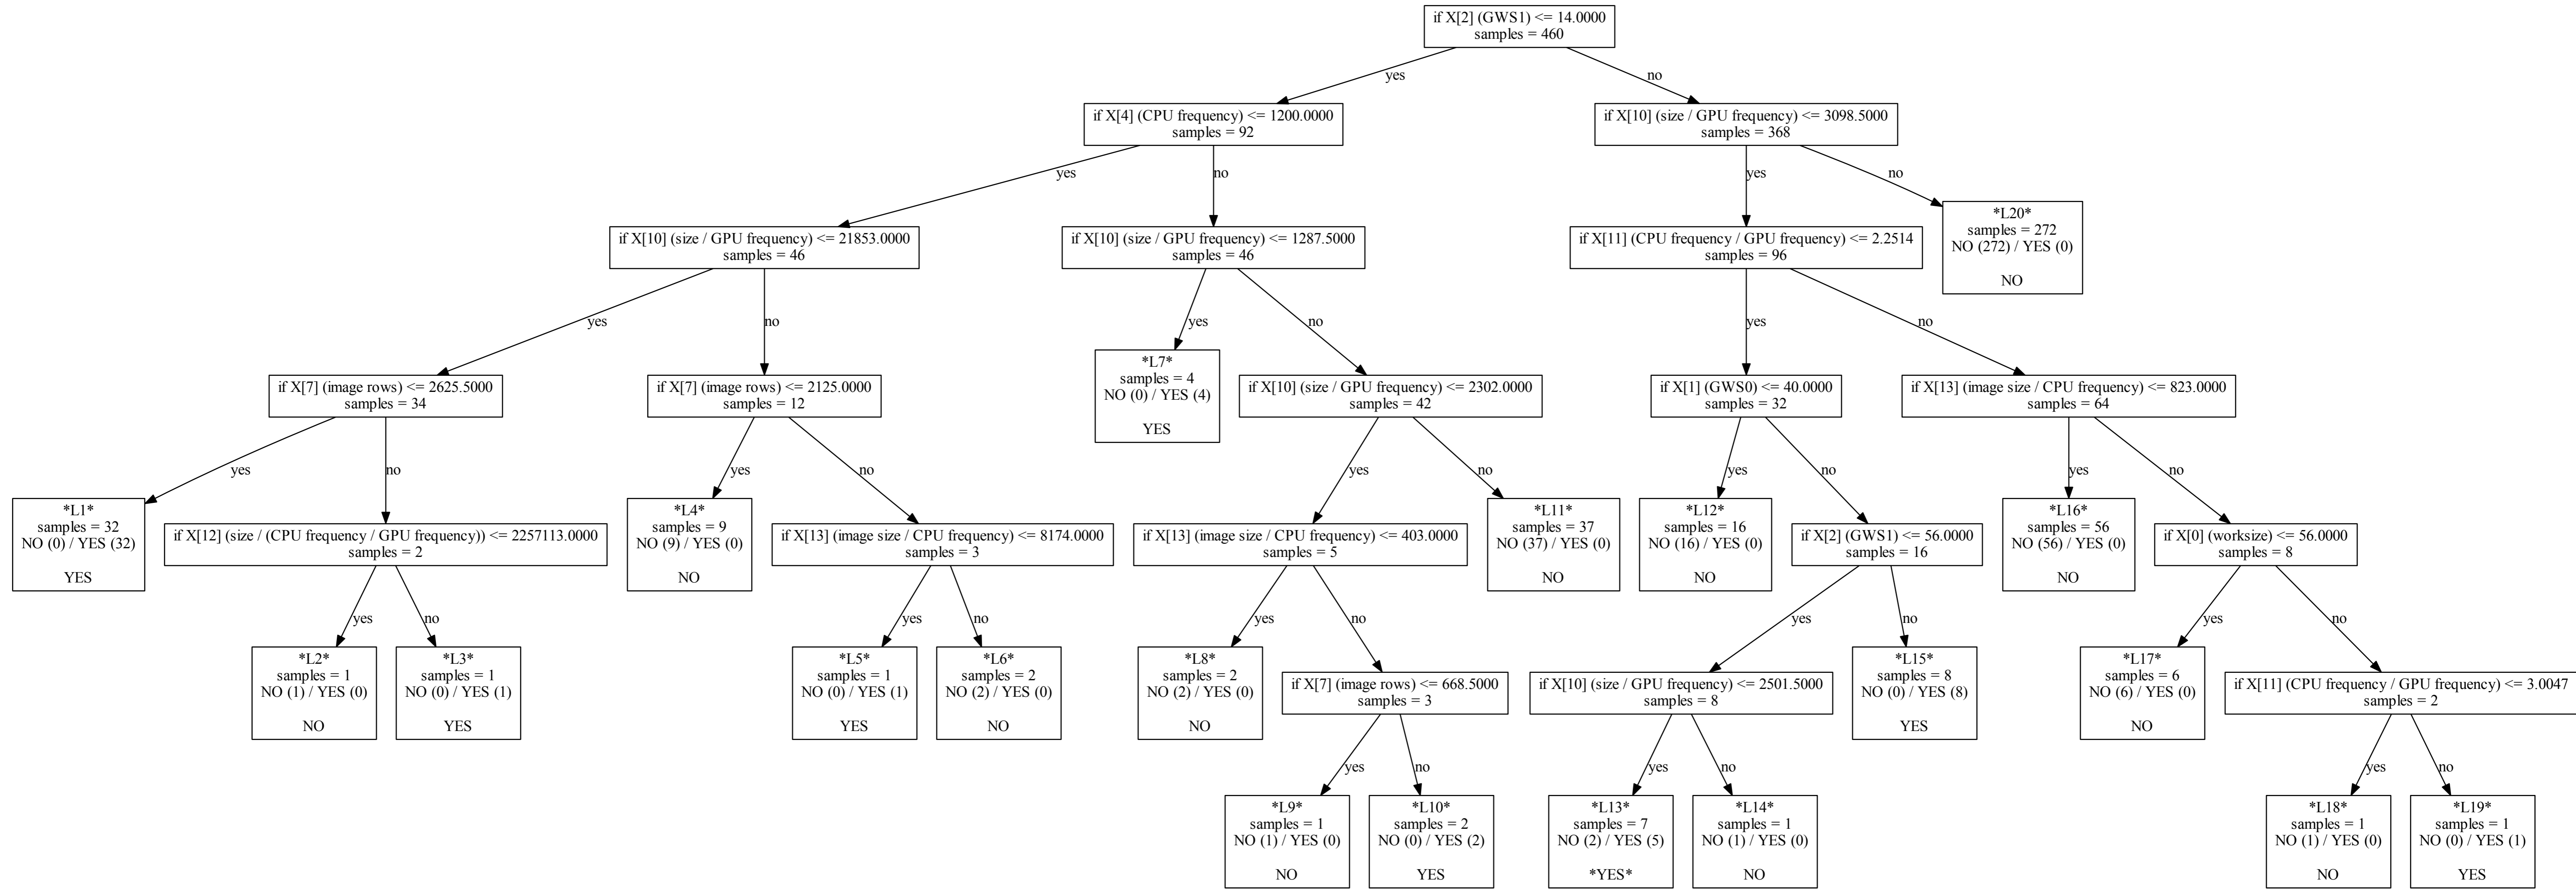 if X[2] (GWS1) <= 14.0000
samples = 460
yes
no
if X[4] (CPU frequency) <= 1200.0000
samples = 92
if X[10] (size / GPU frequency) <= 3098.5000
samples = 368
yes
no
yes
no
if X[10] (size / GPU frequency) <= 21853.0000
samples = 46
if X[10] (size / GPU frequency) <= 1287.5000
samples = 46
if X[11] (CPU frequency / GPU frequency) <= 2.2514
samples = 96
*L20*
samples = 272
NO (272) / YES (0)
NO
yes
no
yes
no
yes
no
if X[7] (image rows) <= 2625.5000
samples = 34
if X[7] (image rows) <= 2125.0000
samples = 12
*L7*
samples = 4
NO (0) / YES (4)
YES
if X[10] (size / GPU frequency) <= 2302.0000
samples = 42
if X[1] (GWS0) <= 40.0000
samples = 32
if X[13] (image size / CPU frequency) <= 823.0000
samples = 64
yes
no
yes
no
yes
no
yes
no
yes
no
*L1*
samples = 32
NO (0) / YES (32)
YES
if X[12] (size / (CPU frequency / GPU frequency)) <= 2257113.0000
samples = 2
*L4*
samples = 9
NO (9) / YES (0)
NO
if X[13] (image size / CPU frequency) <= 8174.0000
samples = 3
if X[13] (image size / CPU frequency) <= 403.0000
samples = 5
*L11*
samples = 37
NO (37) / YES (0)
NO
*L12*
samples = 16
NO (16) / YES (0)
NO
if X[2] (GWS1) <= 56.0000
samples = 16
*L16*
samples = 56
NO (56) / YES (0)
NO
if X[0] (worksize) <= 56.0000
samples = 8
yes
no
yes
no
yes
no
yes
no
yes
no
*L2*
samples = 1
NO (1) / YES (0)
NO
*L3*
samples = 1
NO (0) / YES (1)
YES
*L5*
samples = 1
NO (0) / YES (1)
YES
*L6*
samples = 2
NO (2) / YES (0)
NO
*L8*
samples = 2
NO (2) / YES (0)
NO
if X[7] (image rows) <= 668.5000
samples = 3
if X[10] (size / GPU frequency) <= 2501.5000
samples = 8
*L15*
samples = 8
NO (0) / YES (8)
YES
*L17*
samples = 6
NO (6) / YES (0)
NO
if X[11] (CPU frequency / GPU frequency) <= 3.0047
samples = 2
yes
no
yes
no
yes
no
*L9*
samples = 1
NO (1) / YES (0)
NO
*L10*
samples = 2
NO (0) / YES (2)
YES
*L13*
samples = 7
NO (2) / YES (5)
*YES*
*L14*
samples = 1
NO (1) / YES (0)
NO
*L18*
samples = 1
NO (1) / YES (0)
NO
*L19*
samples = 1
NO (0) / YES (1)
YES